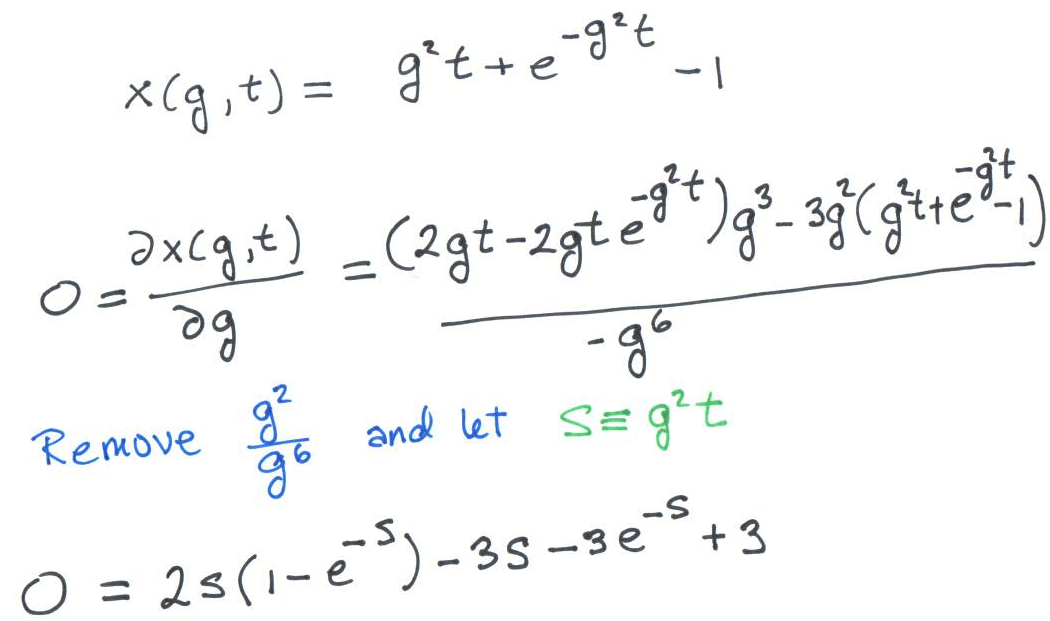 x(g,t) = g²t + e^{-g²t} - 1
0 = ∂x(g,t)/∂g = ((2gt - 2gte^{-g²t})g³ - 3g²(g²t + e^{-g²t} - 1))/(-g⁶)
Remove g²/g⁶ and let S ≡ g²t
0 = 2s(1 - e^{-s}) - 3s - 3e^{-s} + 3